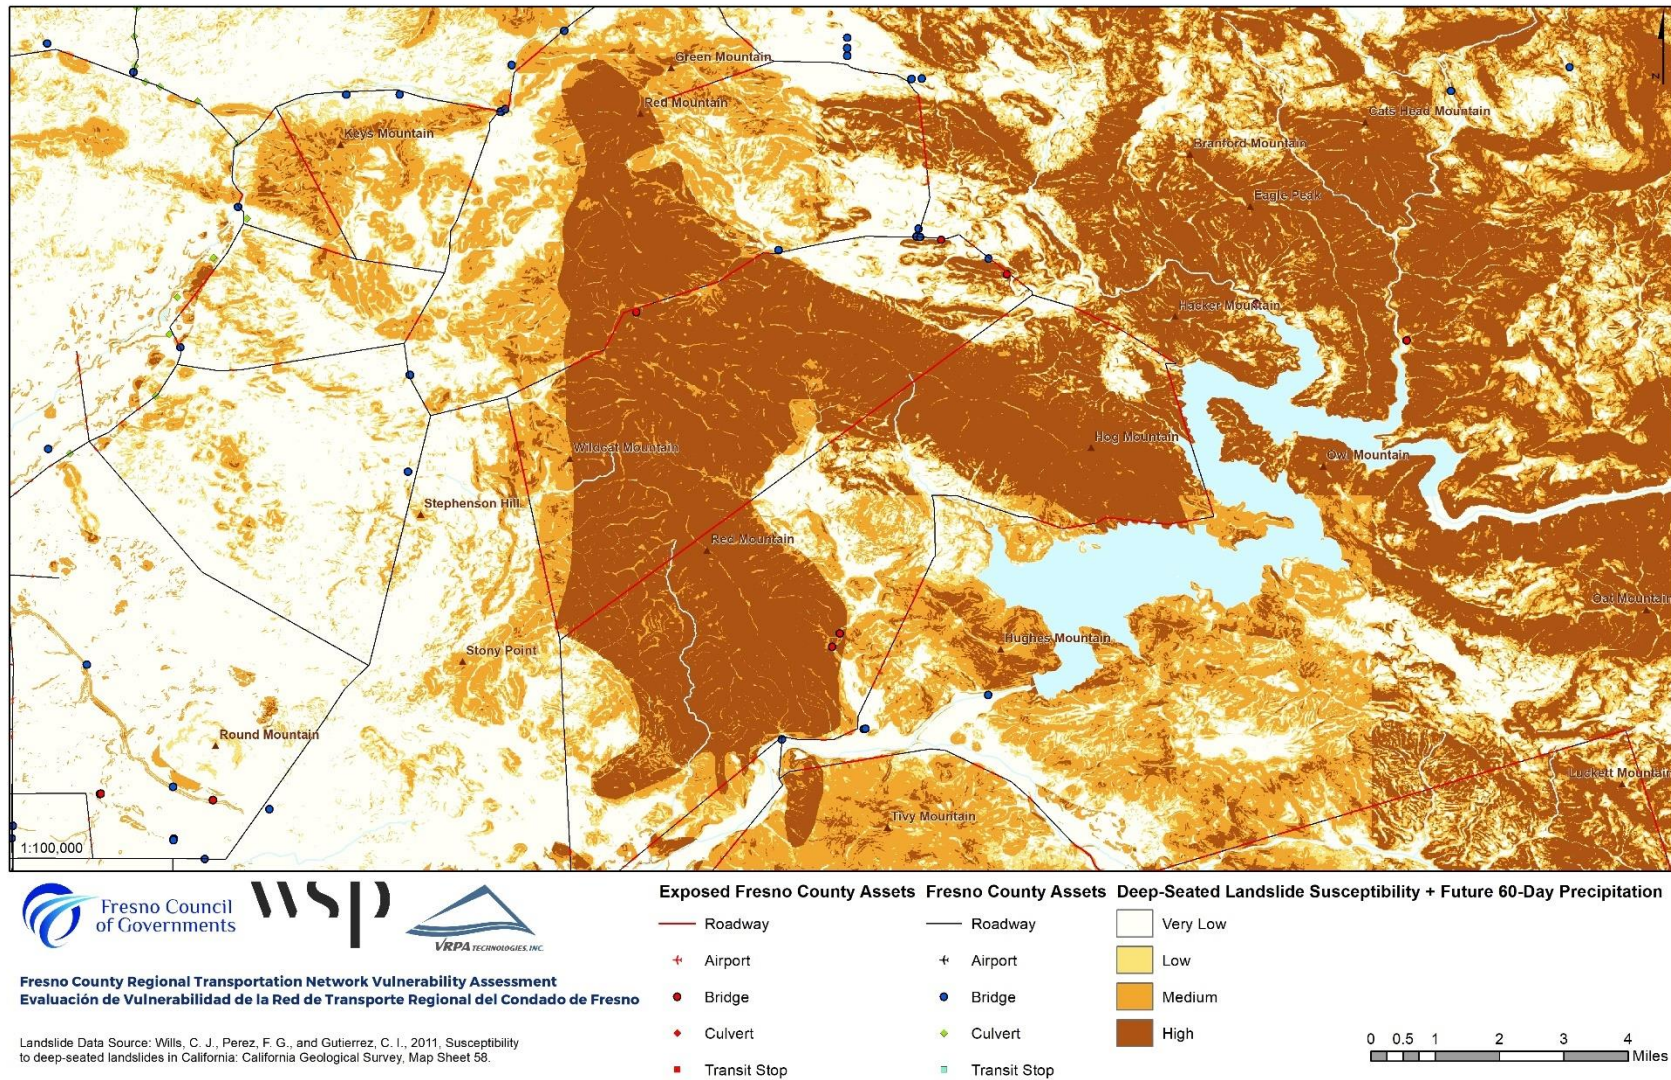 Green Mountain
Red Mountain
Cats Head Mountain
Keys Mountain
Branford Mountain
Eagle Peak
Hacker Mountain
Hog Mountain
Wildcat Mountain
Owl Mountain
Stephenson Hill
Rec Mountain
Oat Mountain
Hughes Mountain
Stony Point
Round Mountain
Luckett Mountain
Tivy Mountain
1:100,000
N
Fresno Council
of Governments
wsp
VRPA TECHNOLOGIES, INC.
Fresno County Regional Transportation Network Vulnerability Assessment
Evaluación de Vulnerabilidad de la Red de Transporte Regional del Condado de Fresno
Landslide Data Source: Wills, C. J., Perez, F. G., and Gutierrez, C. I., 2011, Susceptibility
to deep-seated landslides in California: California Geological Survey, Map Sheet 58.
Exposed Fresno County Assets
Roadway
Airport
Bridge
Culvert
Transit Stop
Fresno County Assets
Roadway
Airport
Bridge
Culvert
Transit Stop
Deep-Seated Landslide Susceptibility + Future 60-Day Precipitation
Very Low
Low
Medium
High
0 0.5 1 2 3 4
Miles